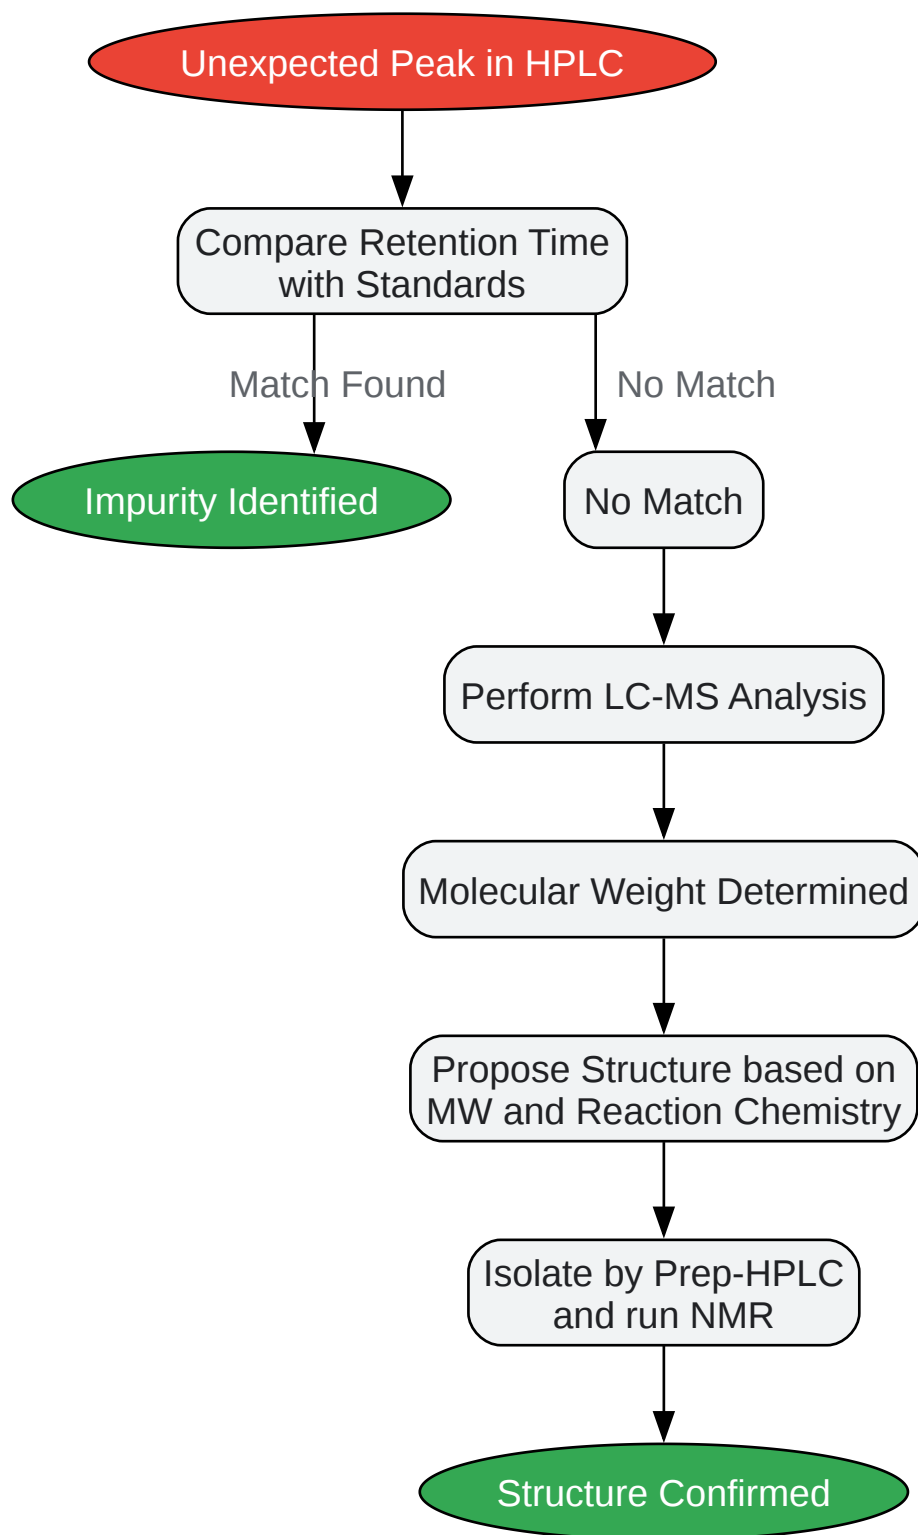 Unexpected Peak in HPLC
Compare Retention Time
with Standards
Match Found
No Match
Impurity Identified
No Match
Perform LC-MS Analysis
Molecular Weight Determined
Propose Structure based on
MW and Reaction Chemistry
Isolate by Prep-HPLC
and run NMR
Structure Confirmed